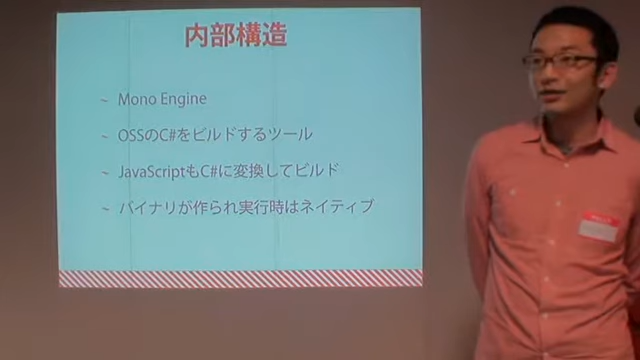 内部構造
~ Mono Engine
~ OSSのC#をビルドするツール
~ JavaScriptもC#に変換してビルド
~ バイナリが作られ実行時はネイティブ